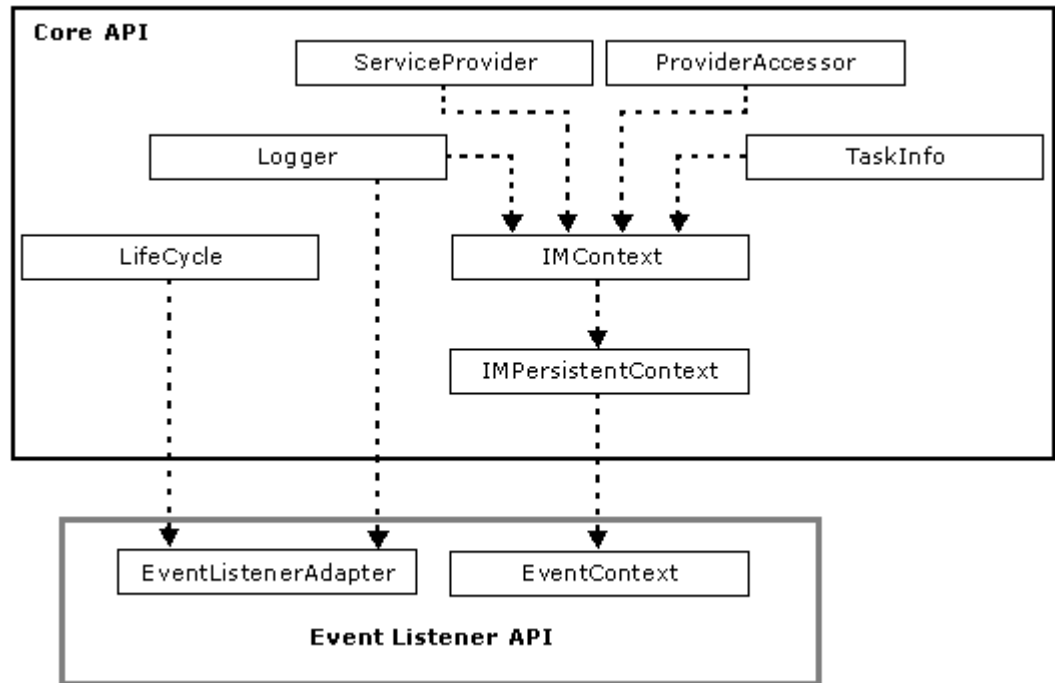 Core API
ServiceProvider
ProviderAccessor
Logger
TaskInfo
LifeCycle
IMContext
IMPersistentContext
EventListenerAdapter
EventContext
Event Listener API